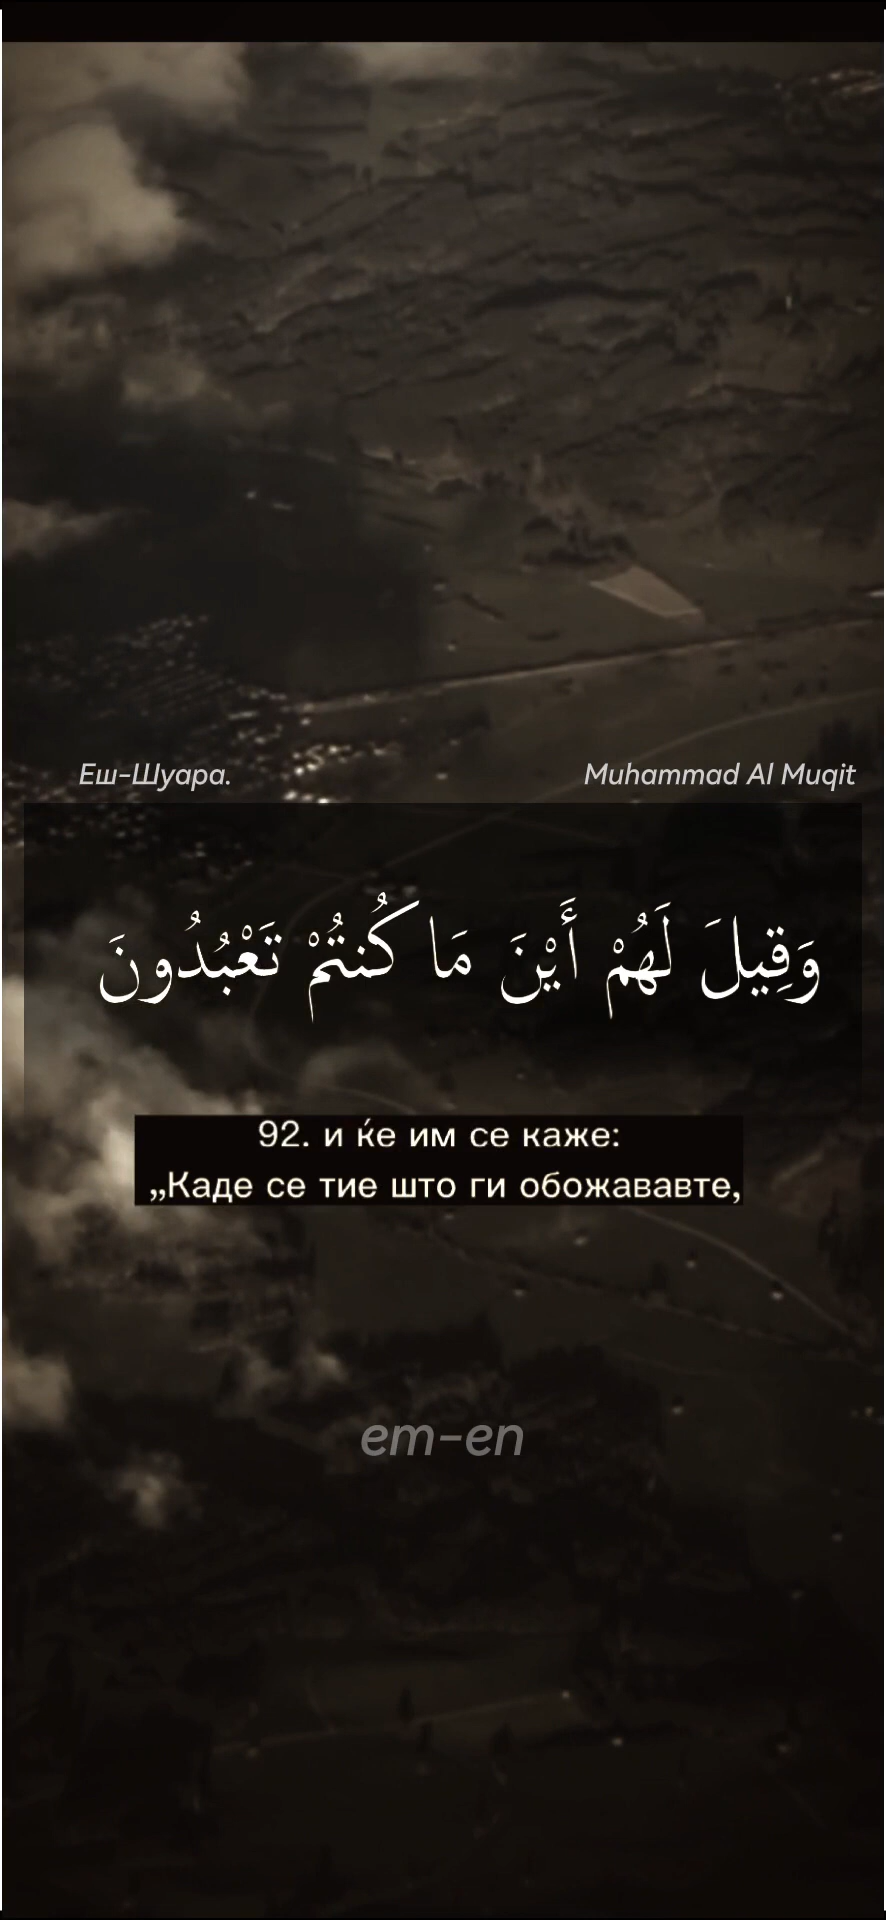 Еш-Шуара.
Muhammad Al Muqit
وَقِيلَ لَهُمْ أَيْنَ مَا كُنتُمْ تَعْبُدُونَ
92. и ќе им се каже:
„Каде се тие што ги обожававте,
em-en